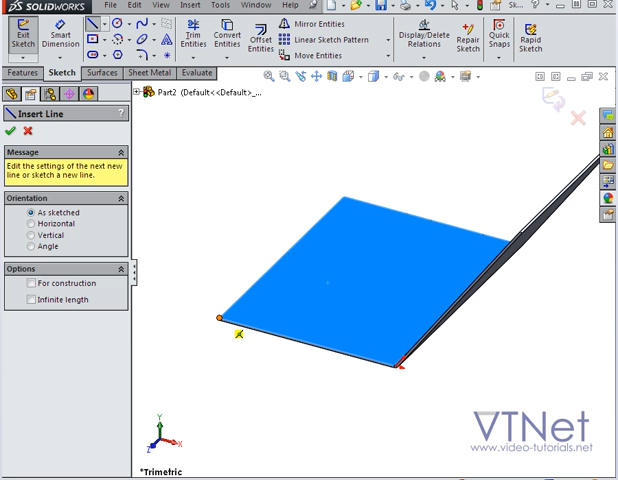 SOLIDWORKS File Edit View Insert Tools Window Help Sk...
Exit Sketch
Smart Dimension
Trim Entities
Convert Entities
Offset Entities
Mirror Entities
Linear Sketch Pattern
Move Entities
Display/Delete Relations
Repair Sketch
Quick Snaps
Rapid Sketch
Features Sketch Surfaces Sheet Metal Evaluate
Part2 (Default<<Default>_...
Insert Line ?
Message
Edit the settings of the next new
line or sketch a new line.
Orientation
As sketched
Horizontal
Vertical
Angle
Options
For construction
Infinite length
Y
X
Z
*Trimetric
VTNet
www.video-tutorials.net